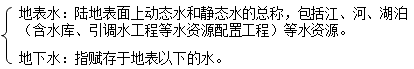 地表水：陆地表面上动态水和静态水的总称，包括江、河、湖泊
（含水库、引调水工程等水资源配置工程）等水资源。
地下水：指赋存于地表以下的水。